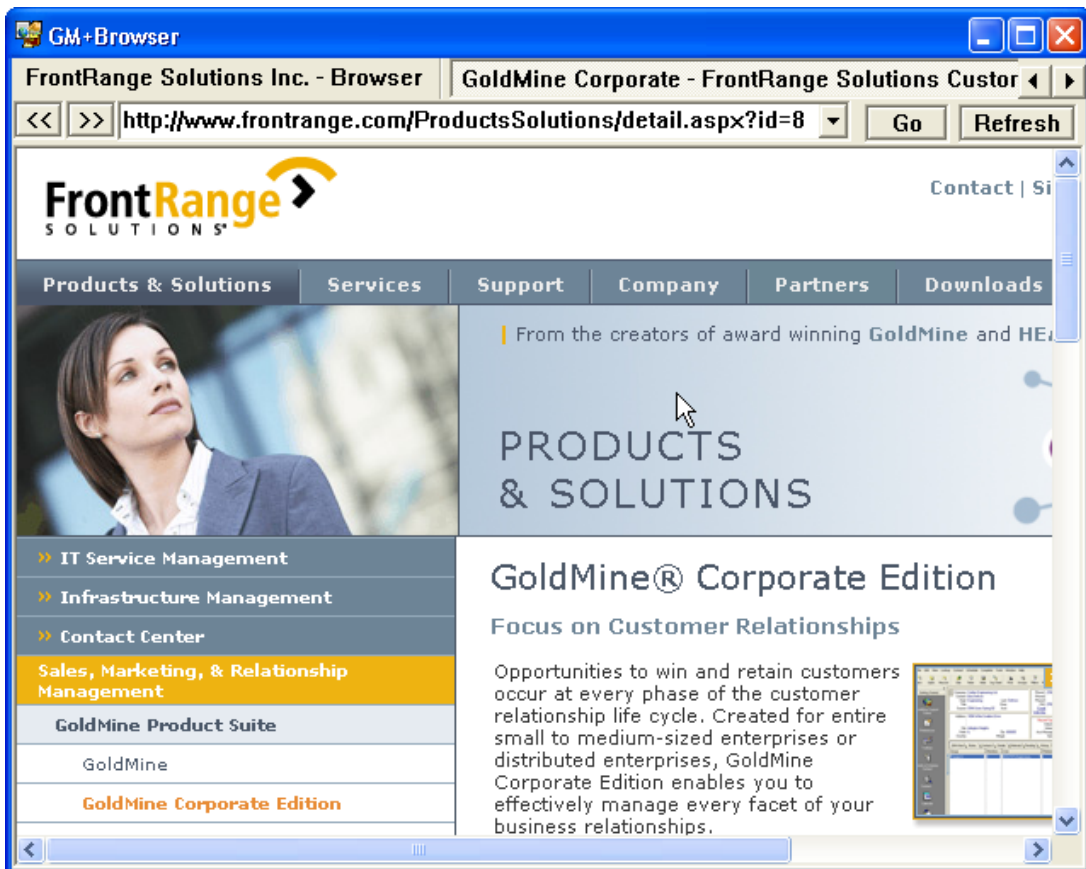 GM+Browser
FrontRange Solutions Inc. - Browser
GoldMine Corporate - FrontRange Solutions Custor
<< >> http://www.frontrange.com/ProductsSolutions/detail.aspx?id=8 Go Refresh
Contact | Si
FrontRange
SOLUTIONS
Products & Solutions Services Support Company Partners Downloads
From the creators of award winning GoldMine and HE
PRODUCTS
& SOLUTIONS
» IT Service Management
» Infrastructure Management
» Contact Center
Sales, Marketing, & Relationship
Management
GoldMine Product Suite
GoldMine
GoldMine Corporate Edition
GoldMine® Corporate Edition
Focus on Customer Relationships
Opportunities to win and retain customers
occur at every phase of the customer
relationship life cycle. Created for entire
small to medium-sized enterprises or
distributed enterprises, GoldMine
Corporate Edition enables you to
effectively manage every facet of your
business relationships.